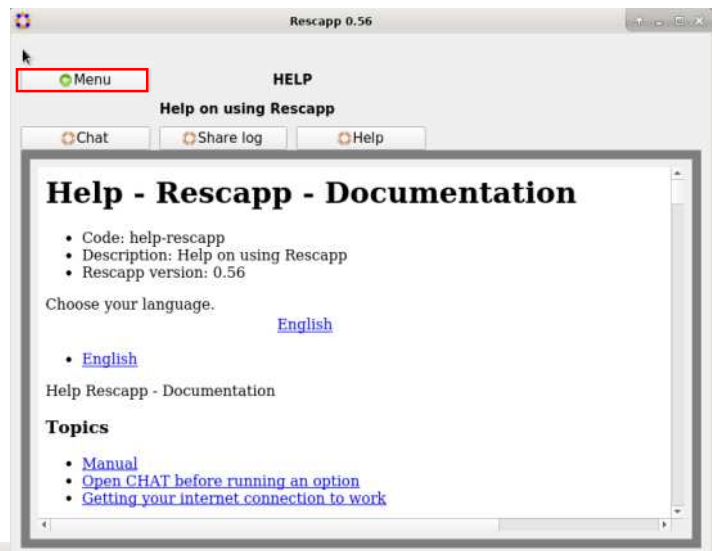 Rescapp 0.56
Menu
HELP
Help on using Rescapp
Chat
Share log
Help
Help - Rescapp - Documentation
Code: help-rescapp
Description: Help on using Rescapp
Rescapp version: 0.56
Choose your language.
English
English
Help Rescapp - Documentation
Topics
Manual
Open CHAT before running an option
Getting your internet connection to work